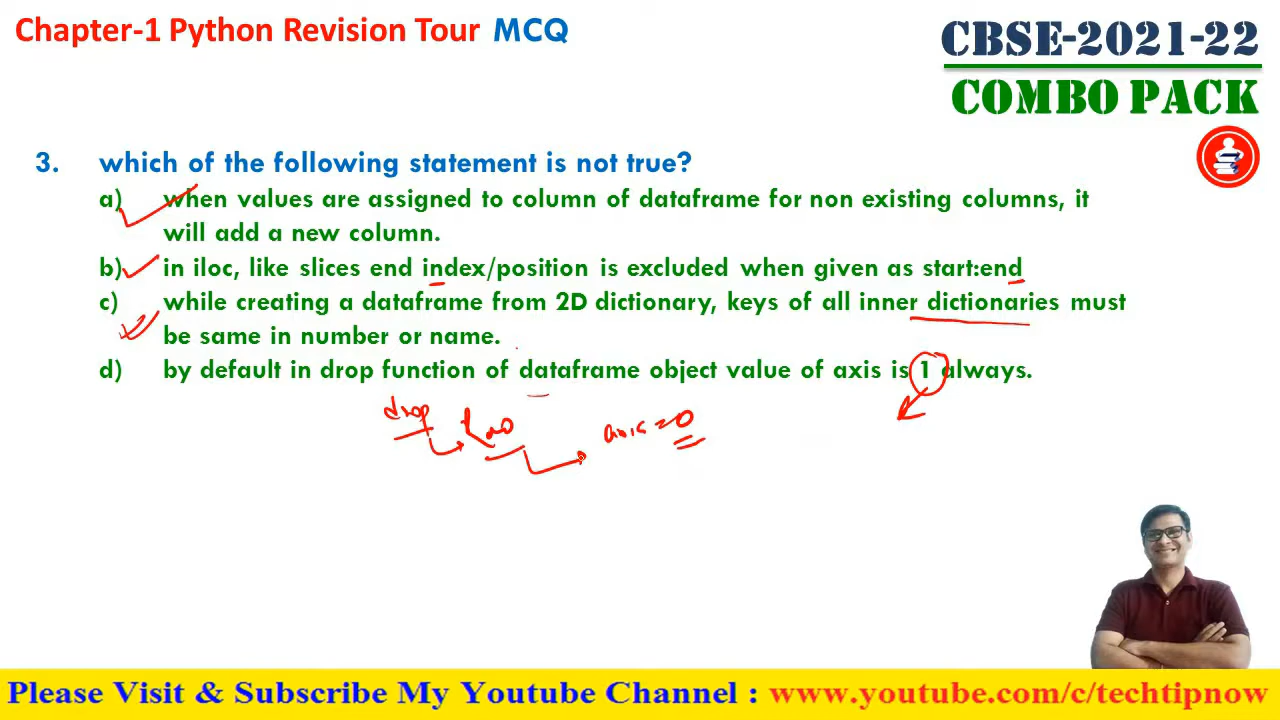 Chapter-1 Python Revision Tour MCQ
CBSE-2021-22
COMBO PACK
3. which of the following statement is not true?
a) when values are assigned to column of dataframe for non existing columns, it
will add a new column.
b) in iloc, like slices end index/position is excluded when given as start:end
c) while creating a dataframe from 2D dictionary, keys of all inner dictionaries must
be same in number or name.
d) by default in drop function of dataframe object value of axis is 1 always.
drop
axis = 0
Please Visit & Subscribe My Youtube Channel : www.youtube.com/c/techtipnow